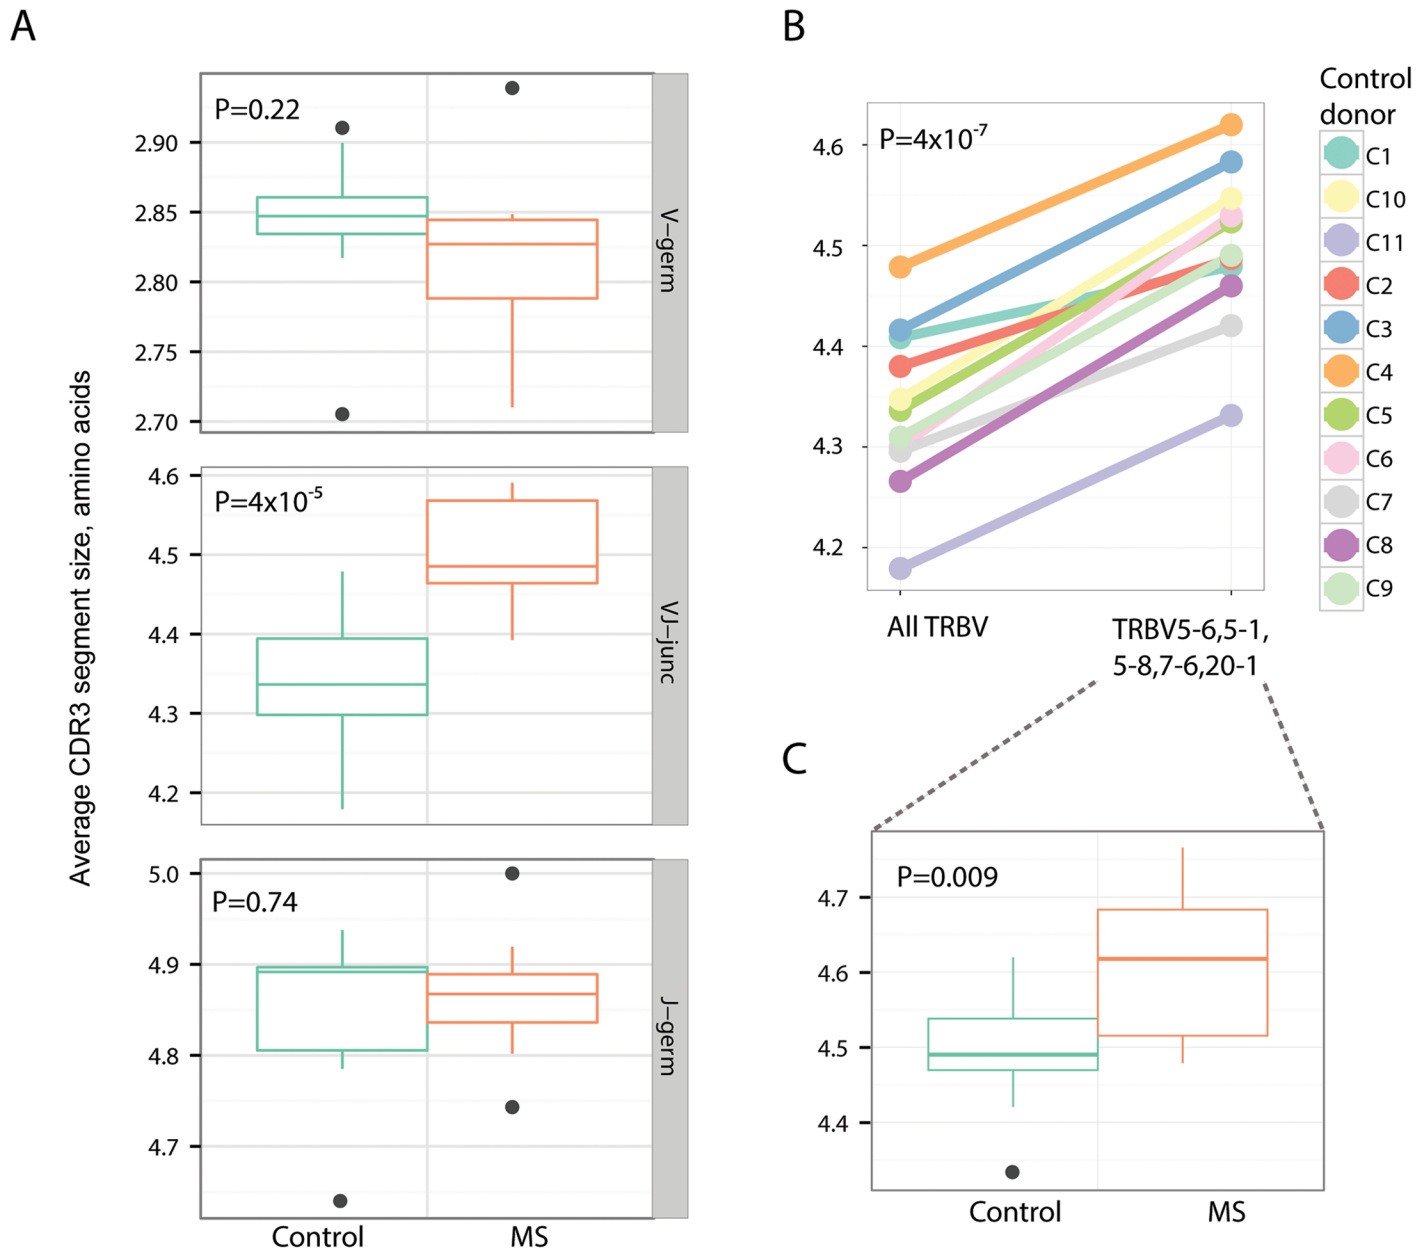 A
Average CDR3 segment size, amino acids
P=0.22
2.90
2.85
2.80
2.75
2.70
V–germ
P=4x10-5
4.6
4.5
4.4
4.3
4.2
VJ–junc
P=0.74
5.0
4.9
4.8
4.7
J–germ
Control MS
B
P=4x10-7
4.6
4.5
4.4
4.3
4.2
All TRBV
TRBV5-6,5-1,
5-8,7-6,20-1
Control
donor
C1
C10
C11
C2
C3
C4
C5
C6
C7
C8
C9
C
P=0.009
4.7
4.6
4.5
4.4
Control MS